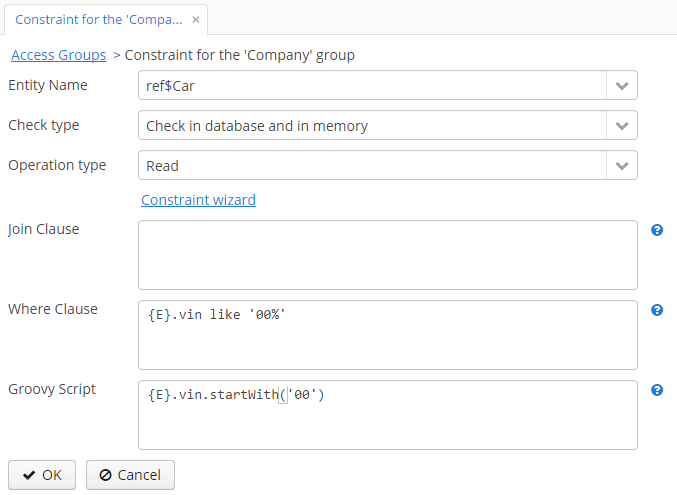 Constraint for the 'Compa... ×
Access Groups > Constraint for the 'Company' group
Entity Name ref$Car
Check type Check in database and in memory
Operation type Read
Constraint wizard
Join Clause ?
Where Clause {E}.vin like '00%' ?
Groovy Script {E}.vin.startWith('00') ?
OK Cancel